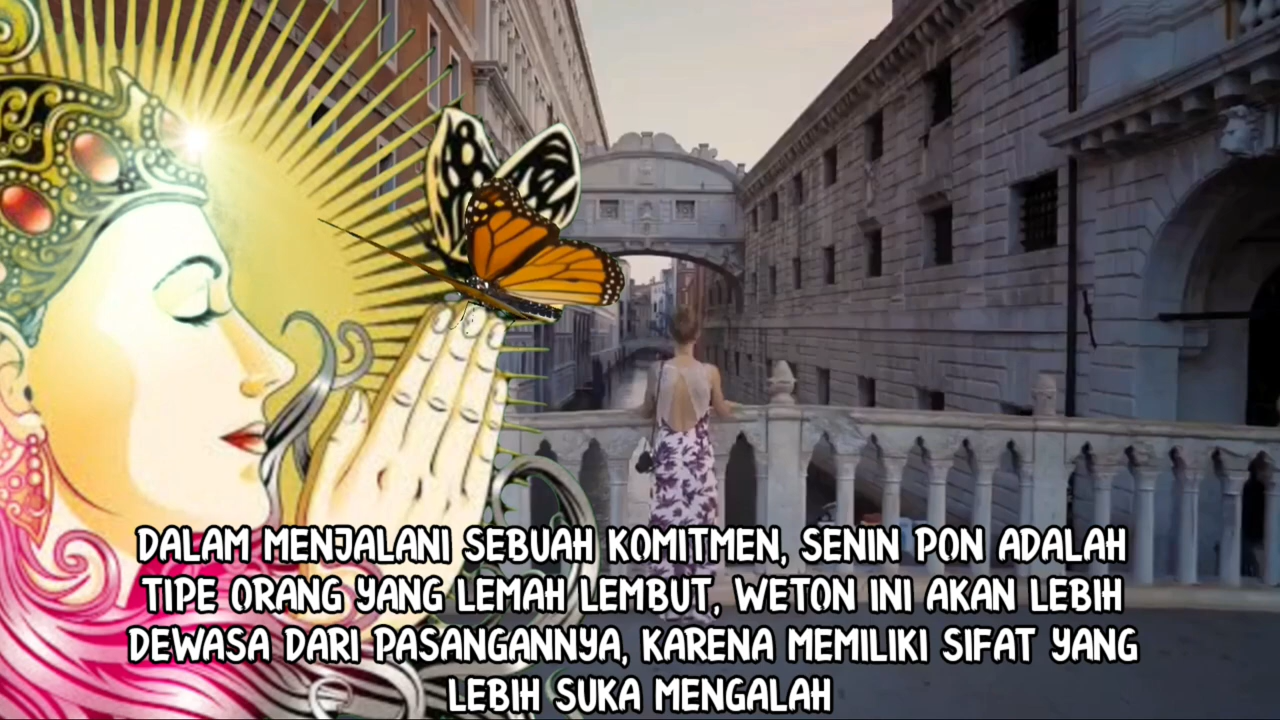 DALAM MENJALANI SEBUAH KOMITMEN, SENIN PON ADALAH
TIPE ORANG YANG LEMAH LEMBUT, WETON INI AKAN LEBIH
DEWASA DARI PASANGANNYA, KARENA MEMILIKI SIFAT YANG
LEBIH SUKA MENGALAH